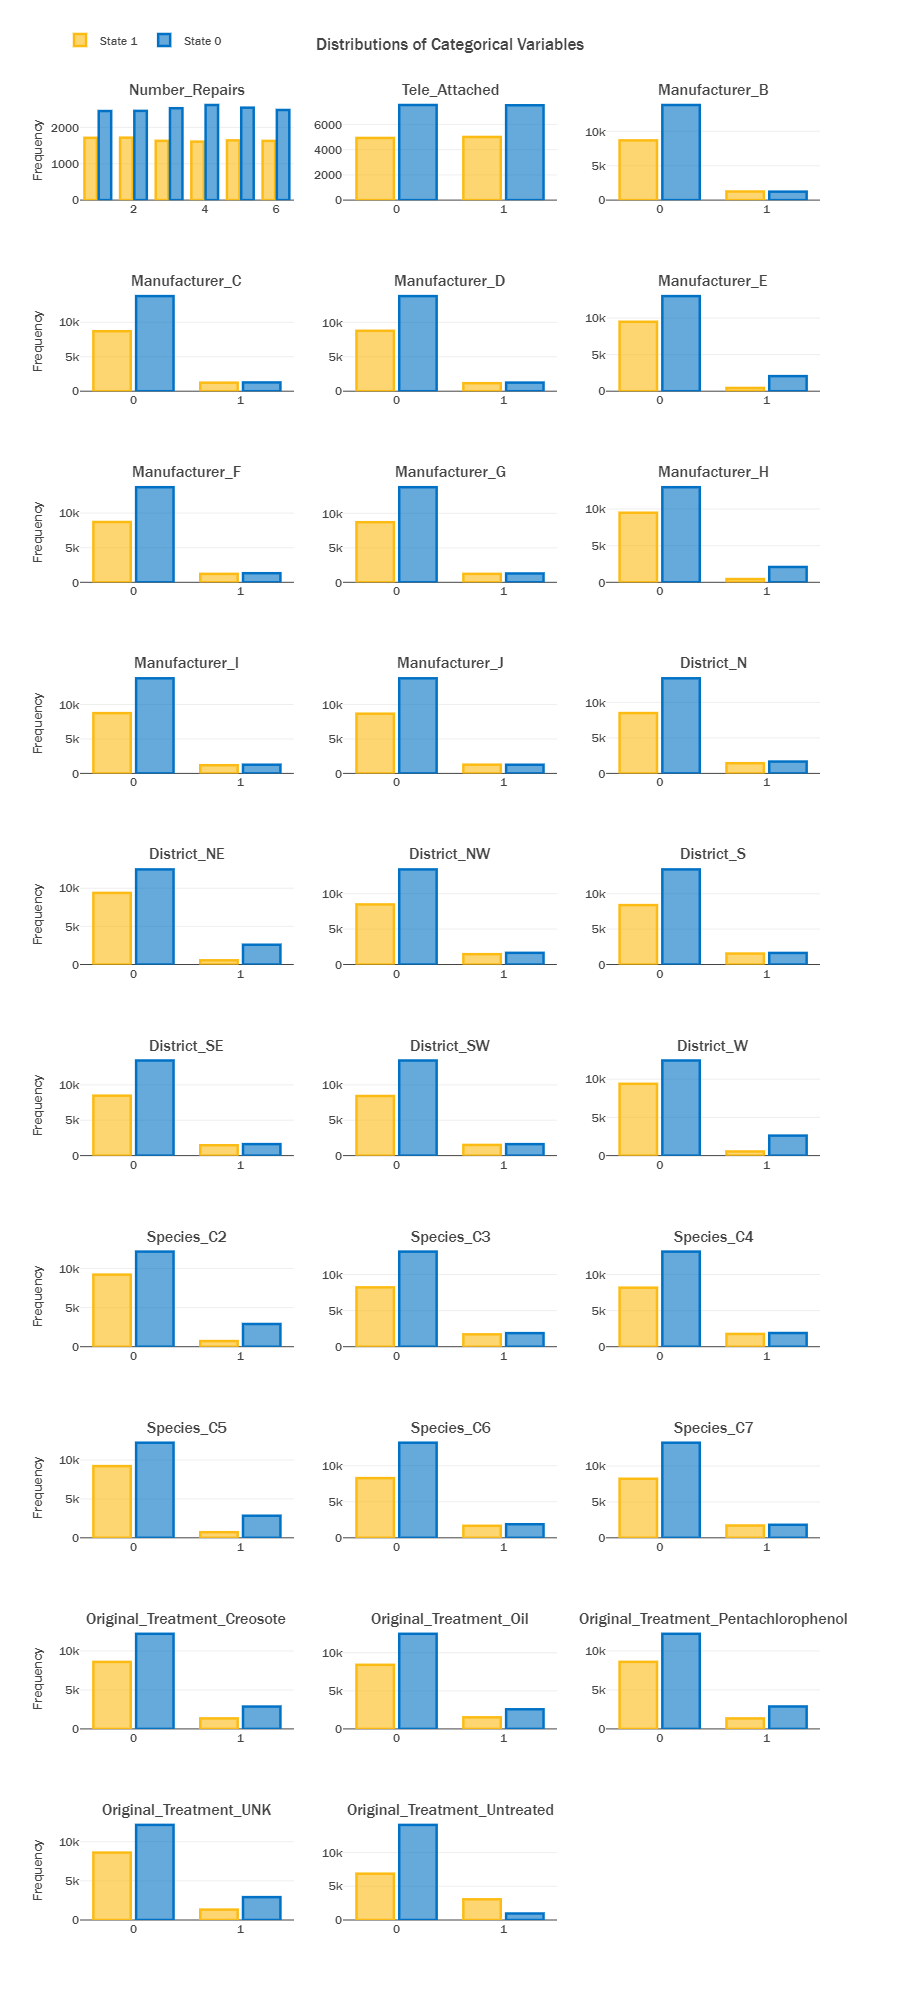 State 1 State 0
Distributions of Categorical Variables
Number_Repairs Tele_Attached Manufacturer_B
Frequency
2000
1000
0
2 4 6
6000
4000
2000
0
0 1
10k
5k
0
0 1
Manufacturer_C Manufacturer_D Manufacturer_E
Frequency
10k
5k
0
0 1
10k
5k
0
0 1
10k
5k
0
0 1
Manufacturer_F Manufacturer_G Manufacturer_H
Frequency
10k
5k
0
0 1
10k
5k
0
0 1
10k
5k
0
0 1
Manufacturer_I Manufacturer_J District_N
Frequency
10k
5k
0
0 1
10k
5k
0
0 1
10k
5k
0
0 1
District_NE District_NW District_S
Frequency
10k
5k
0
0 1
10k
5k
0
0 1
10k
5k
0
0 1
District_SE District_SW District_W
Frequency
10k
5k
0
0 1
10k
5k
0
0 1
10k
5k
0
0 1
Species_C2 Species_C3 Species_C4
Frequency
10k
5k
0
0 1
10k
5k
0
0 1
10k
5k
0
0 1
Species_C5 Species_C6 Species_C7
Frequency
10k
5k
0
0 1
10k
5k
0
0 1
10k
5k
0
0 1
Original_Treatment_Creosote Original_Treatment_Oil Original_Treatment_Pentachlorophenol
Frequency
10k
5k
0
0 1
10k
5k
0
0 1
10k
5k
0
0 1
Original_Treatment_UNK Original_Treatment_Untreated
Frequency
10k
5k
0
0 1
10k
5k
0
0 1